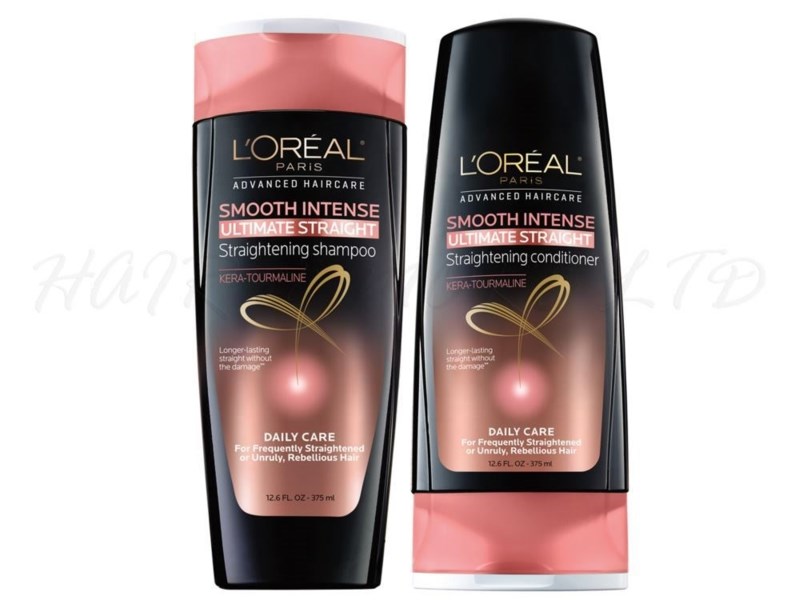 L'ORÉAL
PARIS
ADVANCED HAIRCARE
SMOOTH INTENSE
ULTIMATE STRAIGHT
Straightening shampoo
KERA-TOURMALINE
Longer-lasting
straight without
the damage™
DAILY CARE
For Frequently Straightened
or Unruly, Rebellious Hair
12.6 FL. OZ - 375 ml
L'ORÉAL
PARIS
ADVANCED HAIRCARE
SMOOTH INTENSE
ULTIMATE STRAIGHT
Straightening conditioner
KERA-TOURMALINE
Longer-lasting
straight without
the damage™
DAILY CARE
For Frequently Straightened
or Unruly, Rebellious Hair
12.6 FL. OZ - 375 ml
HAIR LTD